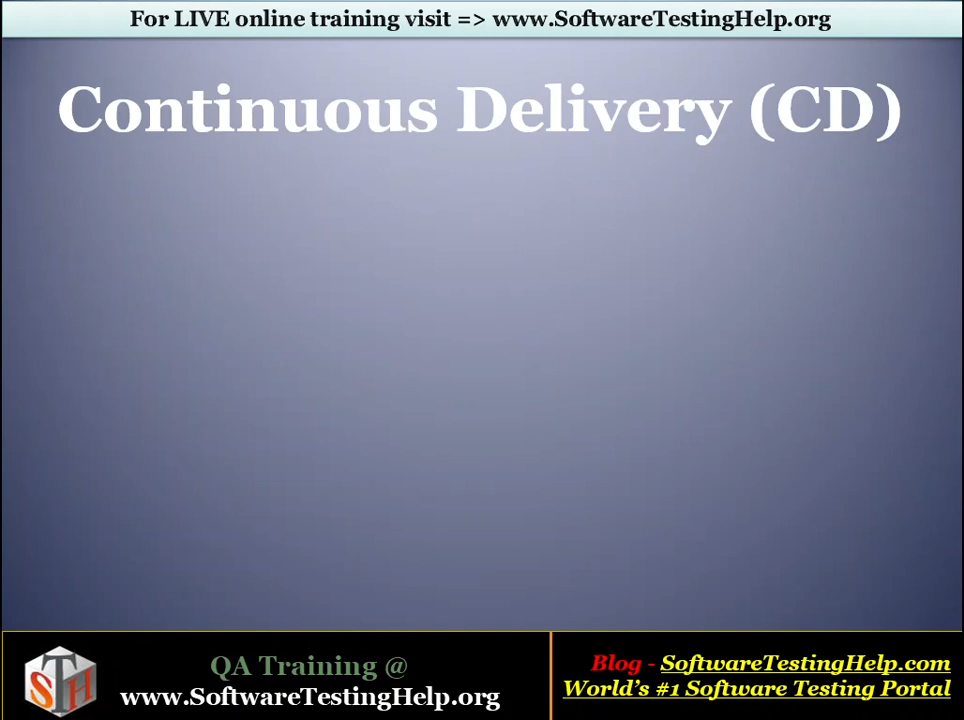 For LIVE online training visit => www.SoftwareTestingHelp.org
Continuous Delivery (CD)
STH
QA Training @
www.SoftwareTestingHelp.org
Blog - SoftwareTestingHelp.com
World's #1 Software Testing Portal